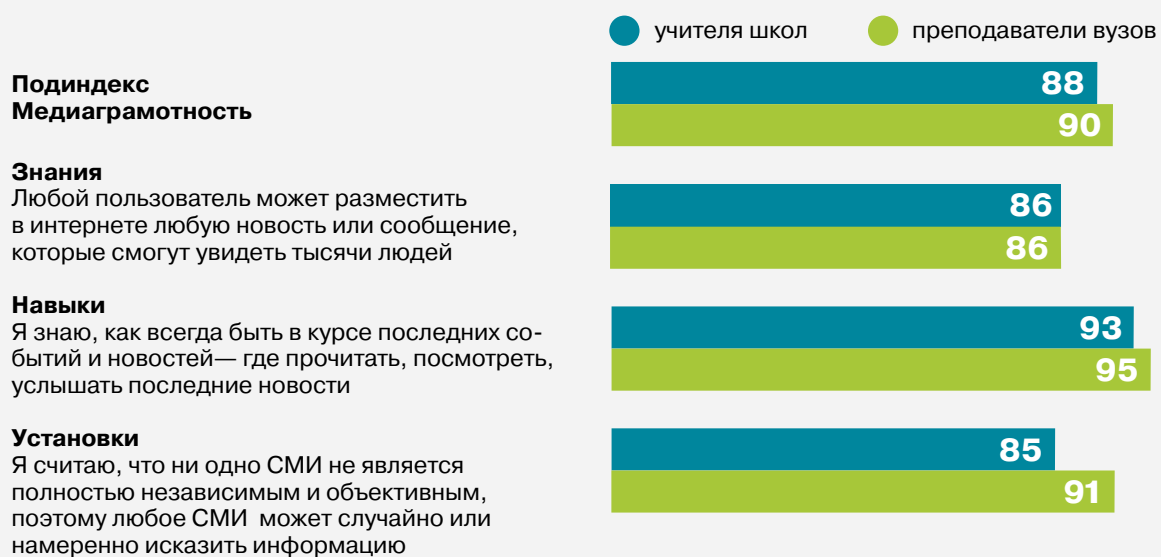 учителя школ
преподаватели вузов
Подиндекс
Медиаграмотность
88
90
Знания
Любой пользователь может разместить
в интернете любую новость или сообщение,
которые смогут увидеть тысячи людей
86
86
Навыки
Я знаю, как всегда быть в курсе последних со-
бытий и новостей— где прочитать, посмотреть,
услышать последние новости
93
95
Установки
Я считаю, что ни одно СМИ не является
полностью независимым и объективным,
поэтому любое СМИ  может случайно или
намеренно исказить информацию
85
91